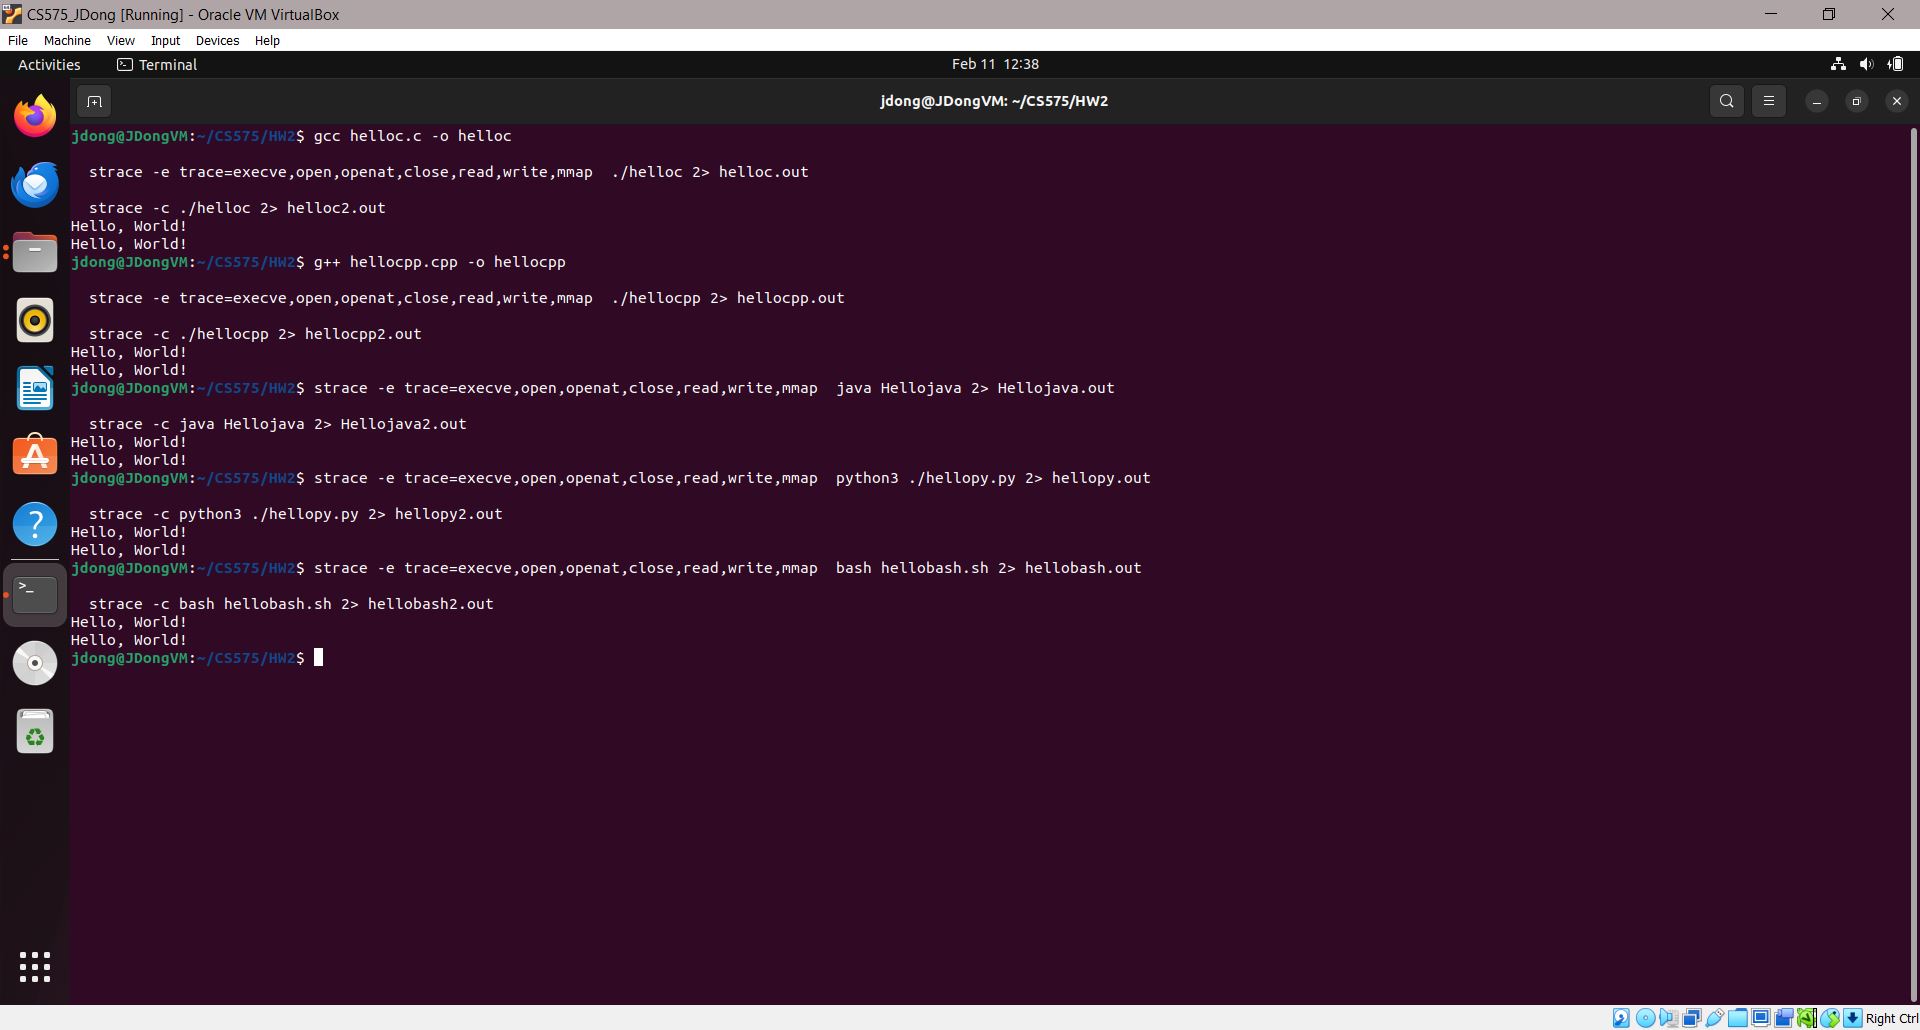 CS575_JDong [Running] - Oracle VM VirtualBox
File Machine View Input Devices Help
Activities Terminal Feb 11 12:38
jdong@JDongVM: ~/CS575/HW2
jdong@JDongVM:~/CS575/HW2$ gcc helloc.c -o helloc
strace -e trace=execve,open,openat,close,read,write,mmap  ./helloc 2> helloc.out
strace -c ./helloc 2> helloc2.out
Hello, World!
Hello, World!
jdong@JDongVM:~/CS575/HW2$ g++ hellocpp.cpp -o hellocpp
strace -e trace=execve,open,openat,close,read,write,mmap  ./hellocpp 2> hellocpp.out
strace -c ./hellocpp 2> hellocpp2.out
Hello, World!
Hello, World!
jdong@JDongVM:~/CS575/HW2$ strace -e trace=execve,open,openat,close,read,write,mmap  java Hellojava 2> Hellojava.out
strace -c java Hellojava 2> Hellojava2.out
Hello, World!
Hello, World!
jdong@JDongVM:~/CS575/HW2$ strace -e trace=execve,open,openat,close,read,write,mmap  python3 ./hellopy.py 2> hellopy.out
strace -c python3 ./hellopy.py 2> hellopy2.out
Hello, World!
Hello, World!
jdong@JDongVM:~/CS575/HW2$ strace -e trace=execve,open,openat,close,read,write,mmap  bash hellobash.sh 2> hellobash.out
strace -c bash hellobash.sh 2> hellobash2.out
Hello, World!
Hello, World!
jdong@JDongVM:~/CS575/HW2$
Right Ctrl